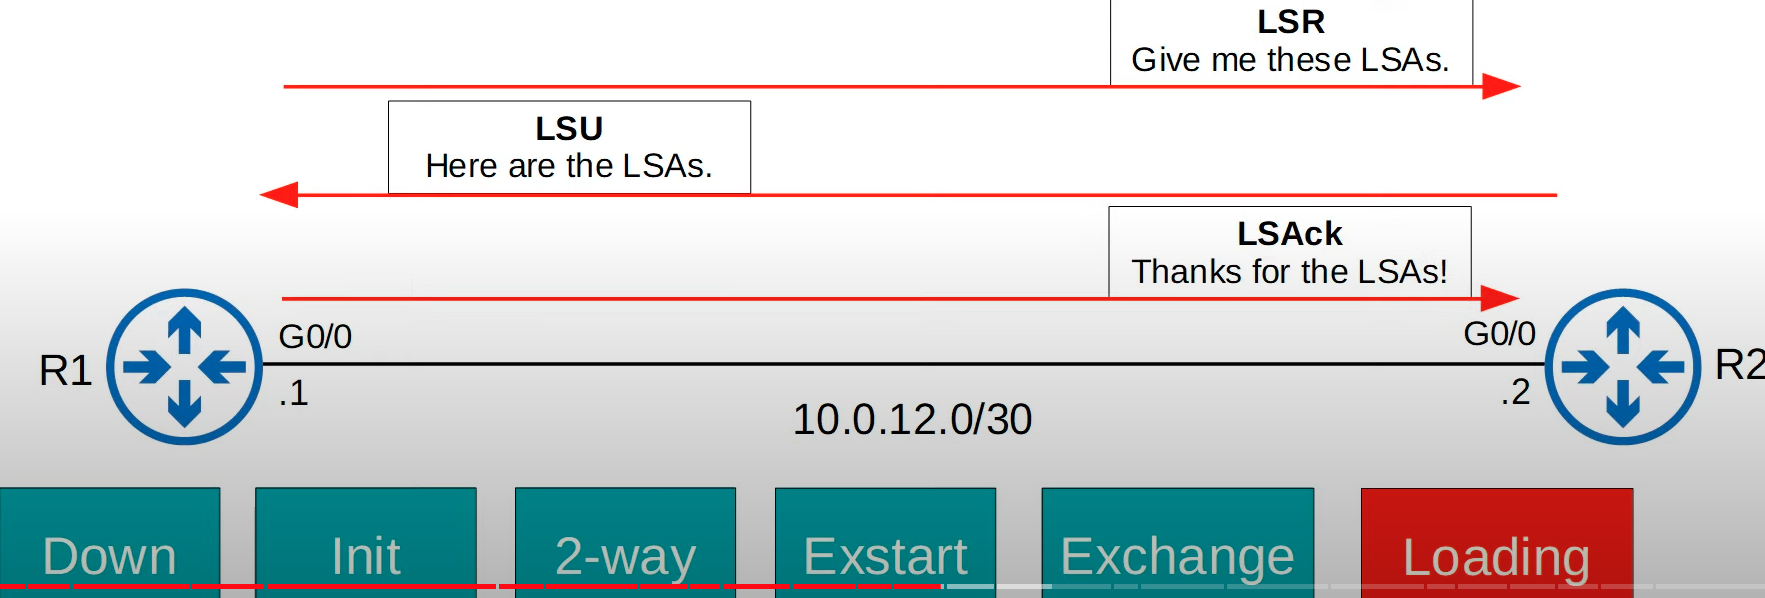 LSR
Give me these LSAs.
LSU
Here are the LSAs.
LSAck
Thanks for the LSAs!
G0/0
G0/0
R1
R2
.1
.2
10.0.12.0/30
Down
Init
2-way
Exstart
Exchange
Loading